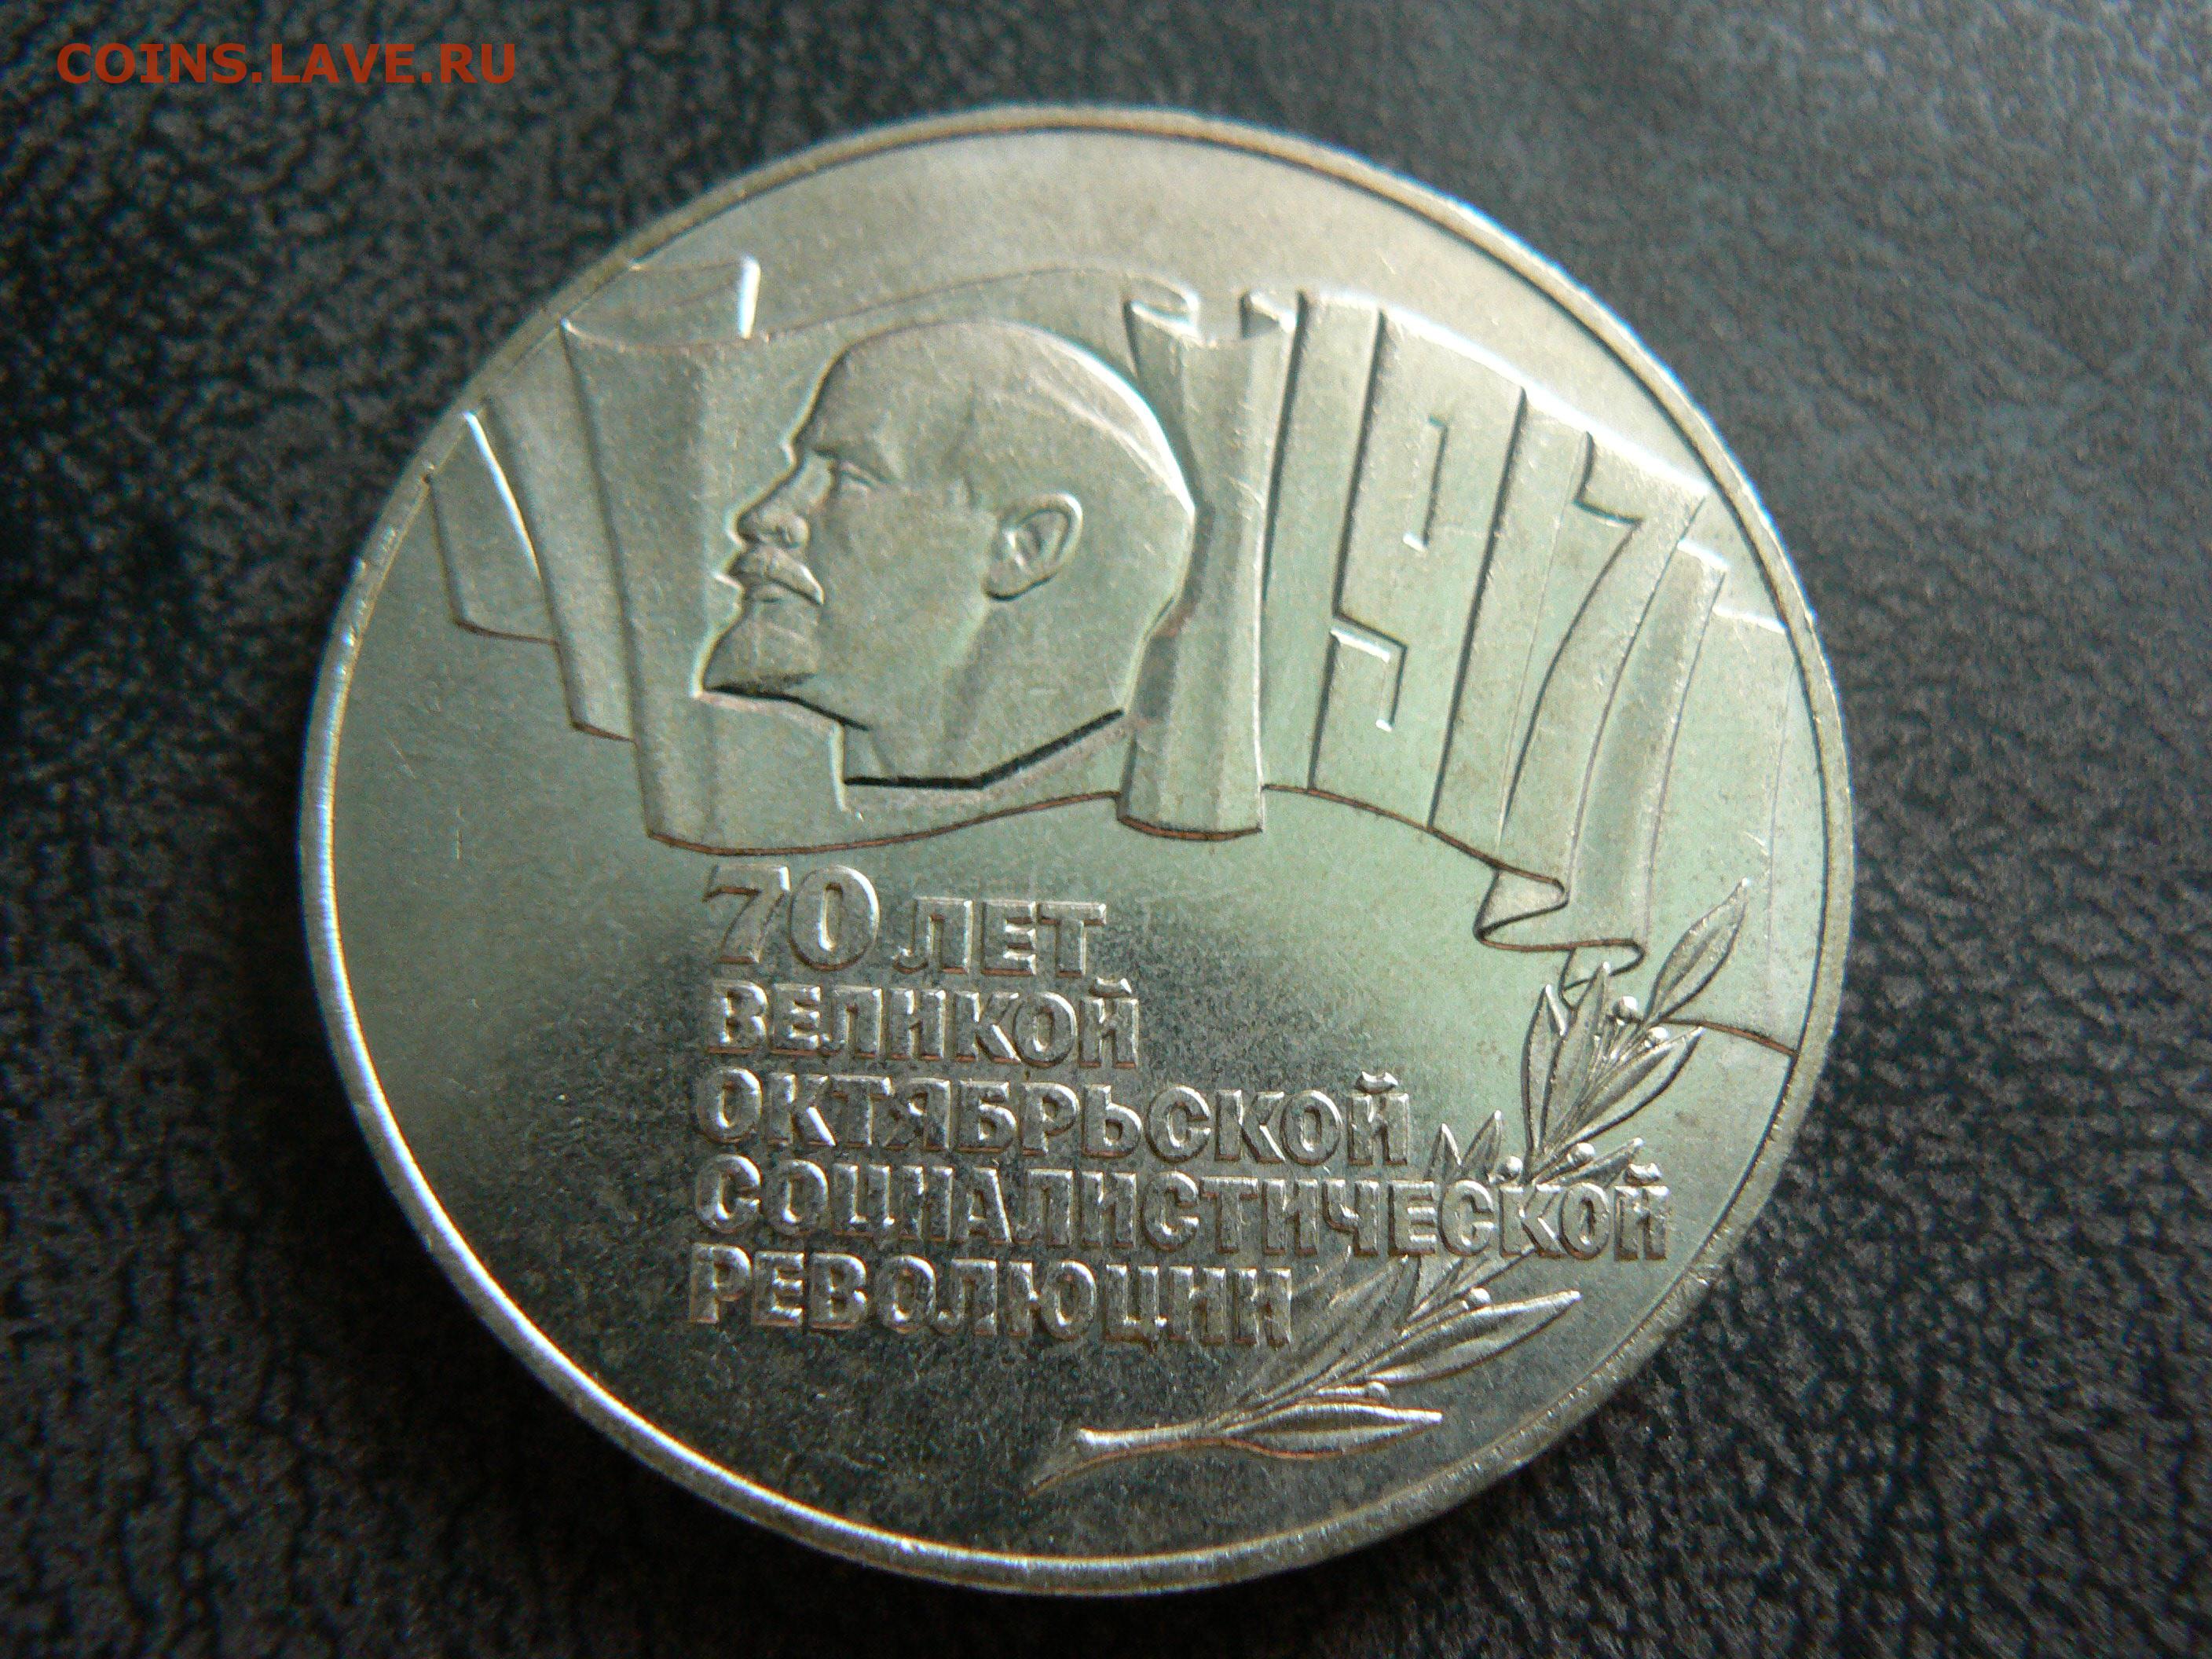 COINS.LAVE.RU
1917
70 ЛЕТ
ВЕЛИКОЙ
ОКТЯБРЬСКОЙ
СОЦИАЛИСТИЧЕСКОЙ
РЕВОЛЮЦИИ